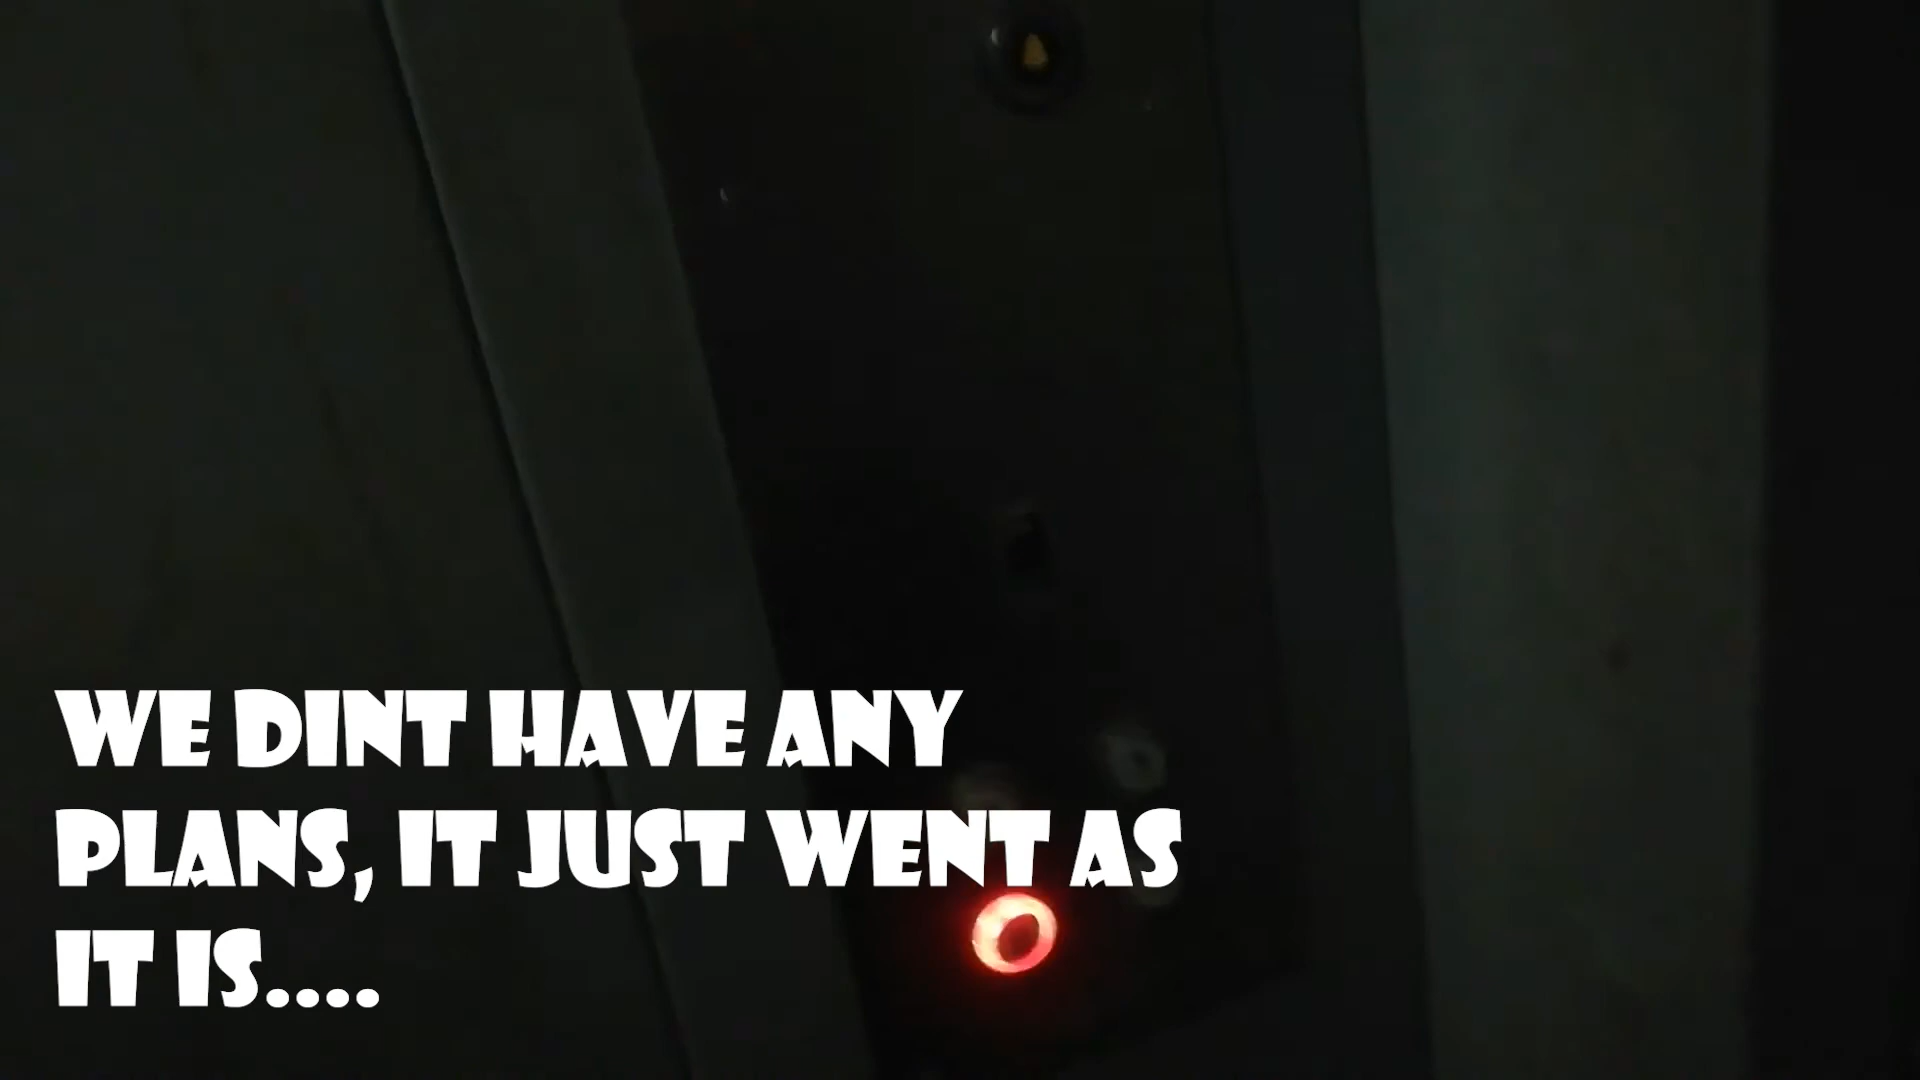 WE DINT HAVE ANY
PLANS, IT JUST WENT AS
IT IS....